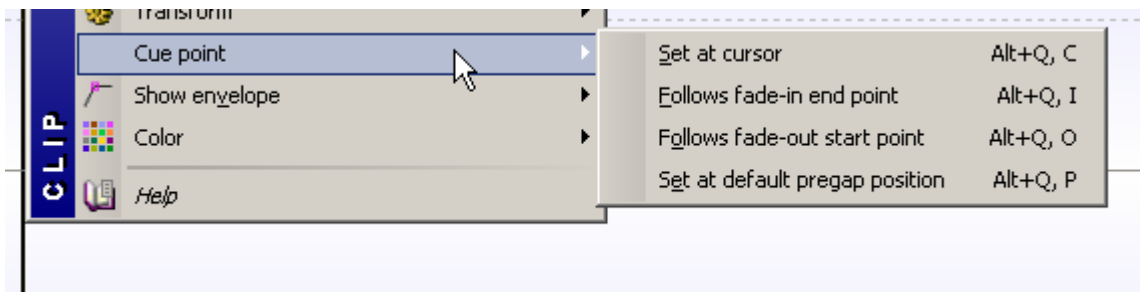 Transform
Cue point
Show envelope
Color
Help
CLIP
Set at cursor Alt+Q, C
Follows fade-in end point Alt+Q, I
Follows fade-out start point Alt+Q, O
Set at default pregap position Alt+Q, P